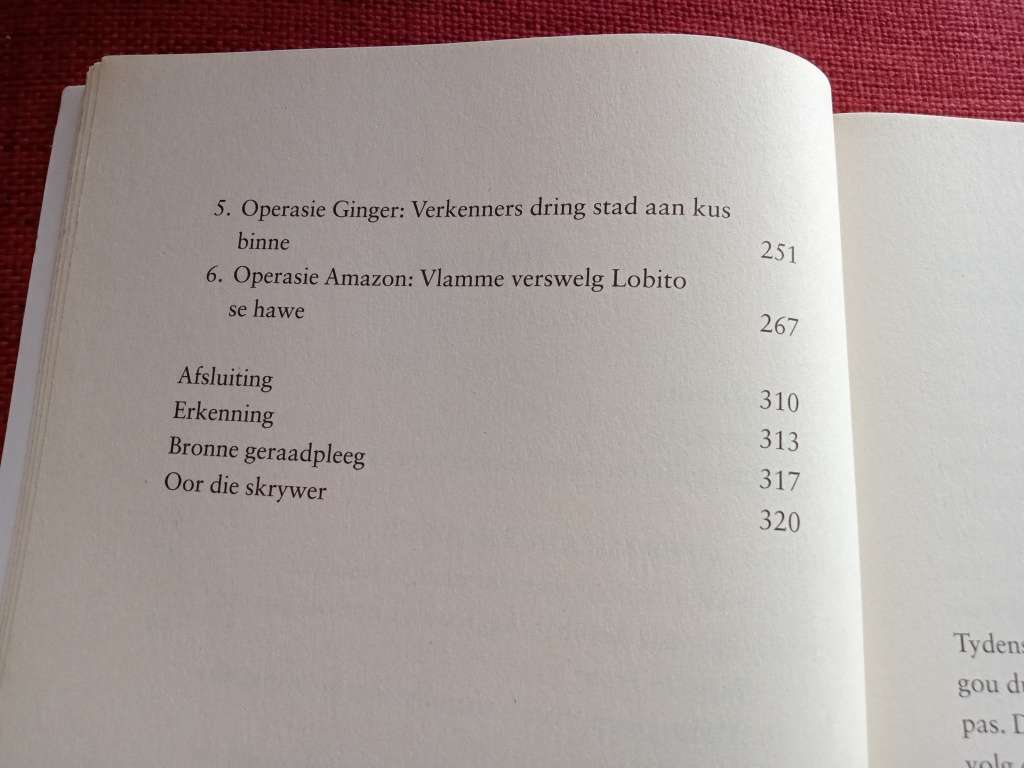 5. Operasie Ginger: Verkenners dring stad aan kus
binne 251
6. Operasie Amazon: Vlamme verswelg Lobito
se hawe 267
Afsluiting 310
Erkenning 313
Bronne geraadpleeg 317
Oor die skrywer 320
Tydens
gou
pas.
volg